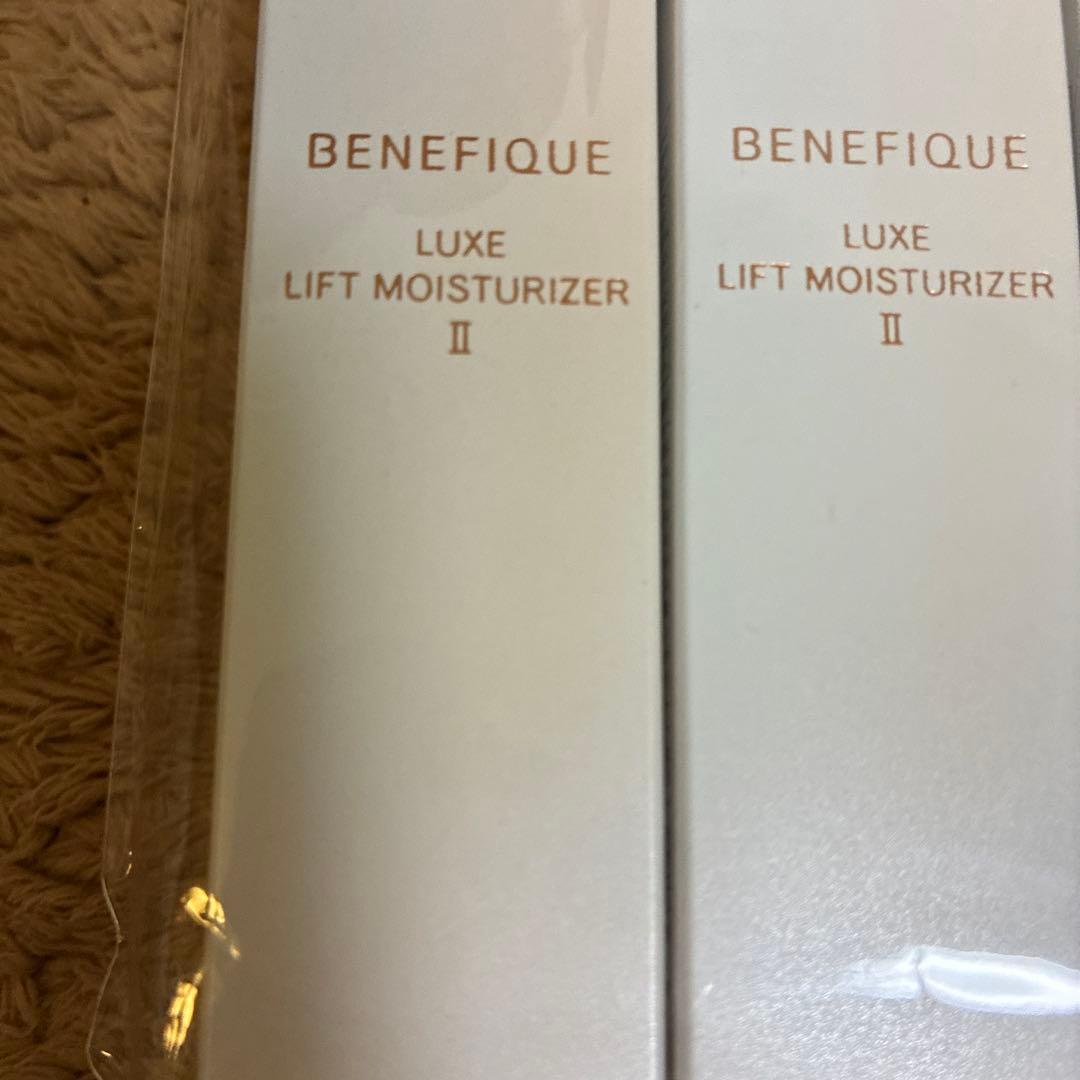 BENEFIQUE
LUXE
LIFT MOISTURIZER
Ⅱ
BENEFIQUE
LUXE
LIFT MOISTURIZER
Ⅱ